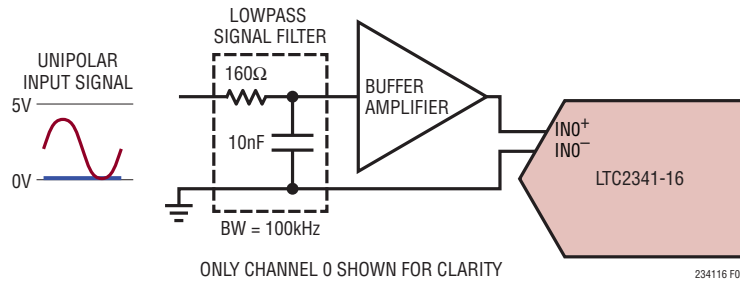 LOWPASS
SIGNAL FILTER
UNIPOLAR
INPUT SIGNAL
5V
0V
160Ω
10nF
BW = 100kHz
BUFFER
AMPLIFIER
IN0+
IN0–
LTC2341-16
ONLY CHANNEL 0 SHOWN FOR CLARITY
234116 F0